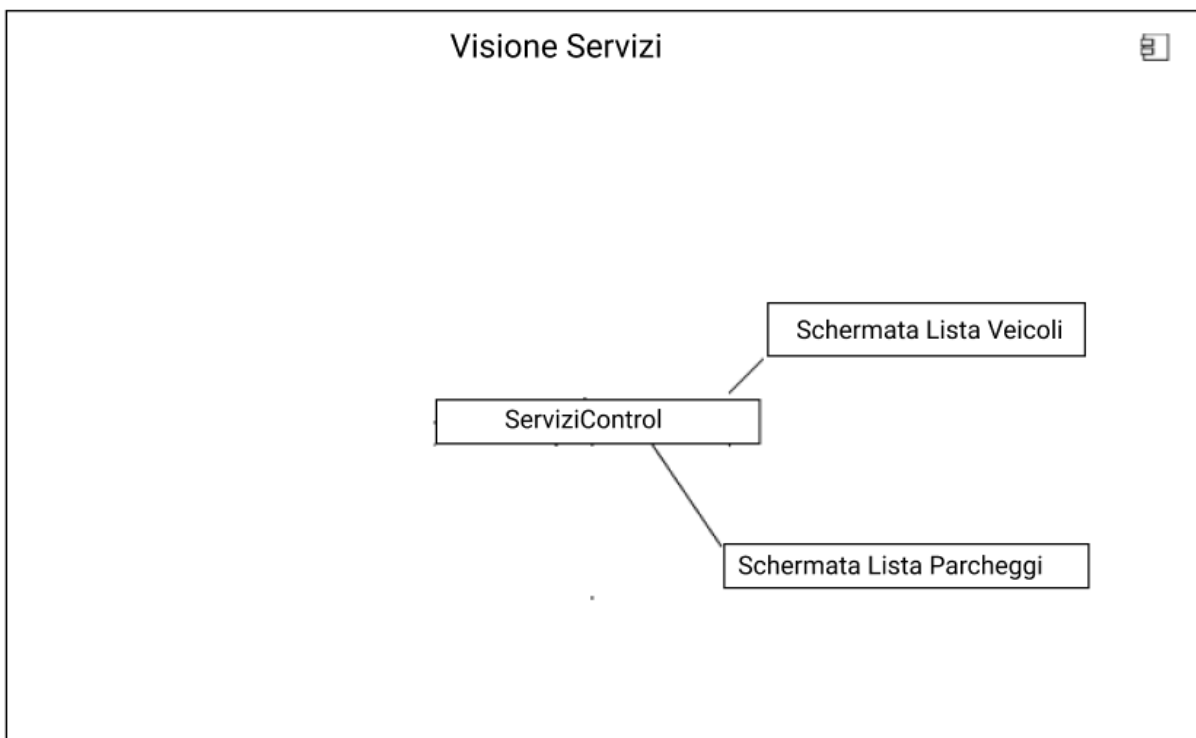 Visione Servizi
Schermata Lista Veicoli
ServiziControl
Schermata Lista Parcheggi